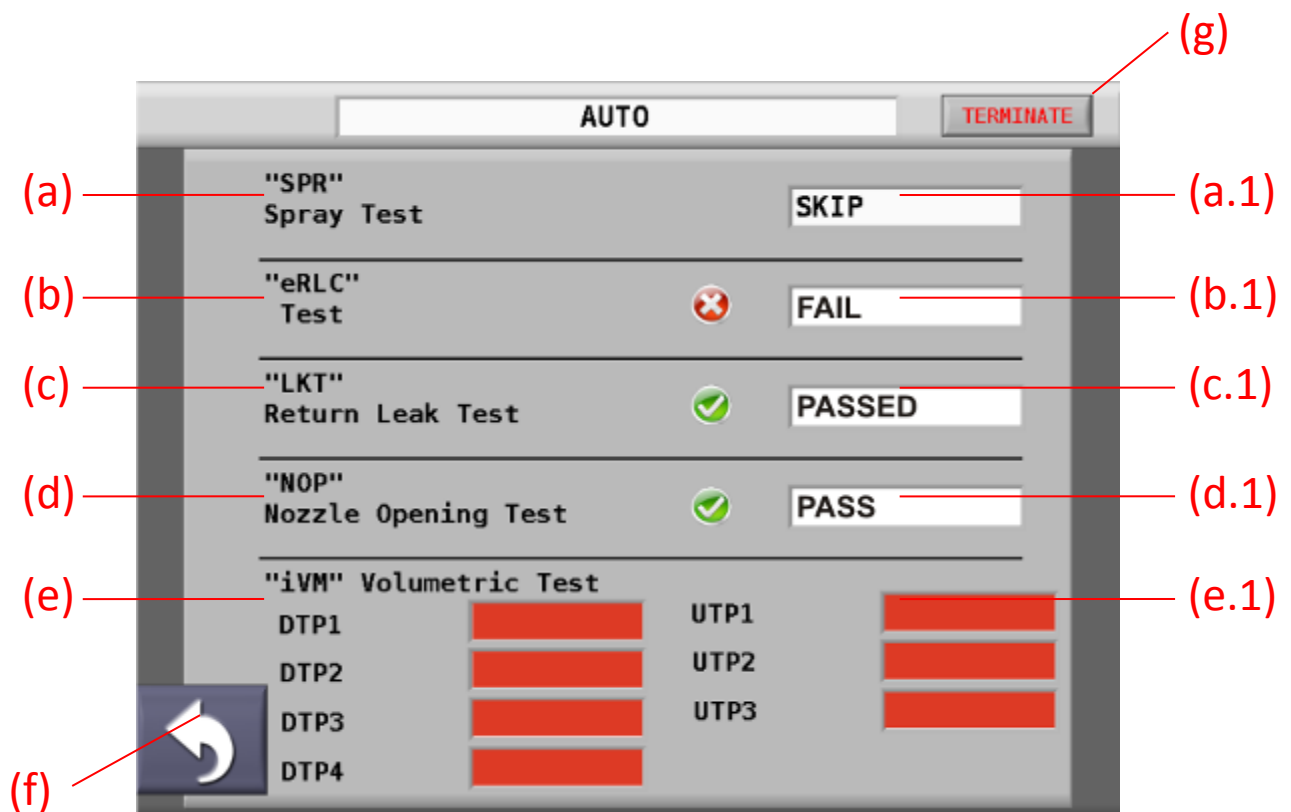 (g)
AUTO
TERMINATE
(a)
"SPR"
Spray Test
SKIP
(a.1)
(b)
"eRLC"
Test
FAIL
(b.1)
(c)
"LKT"
Return Leak Test
PASSED
(c.1)
(d)
"NOP"
Nozzle Opening Test
PASS
(d.1)
(e)
"iVM" Volumetric Test
(e.1)
DTP1
UTP1
DTP2
UTP2
DTP3
UTP3
DTP4
(f)